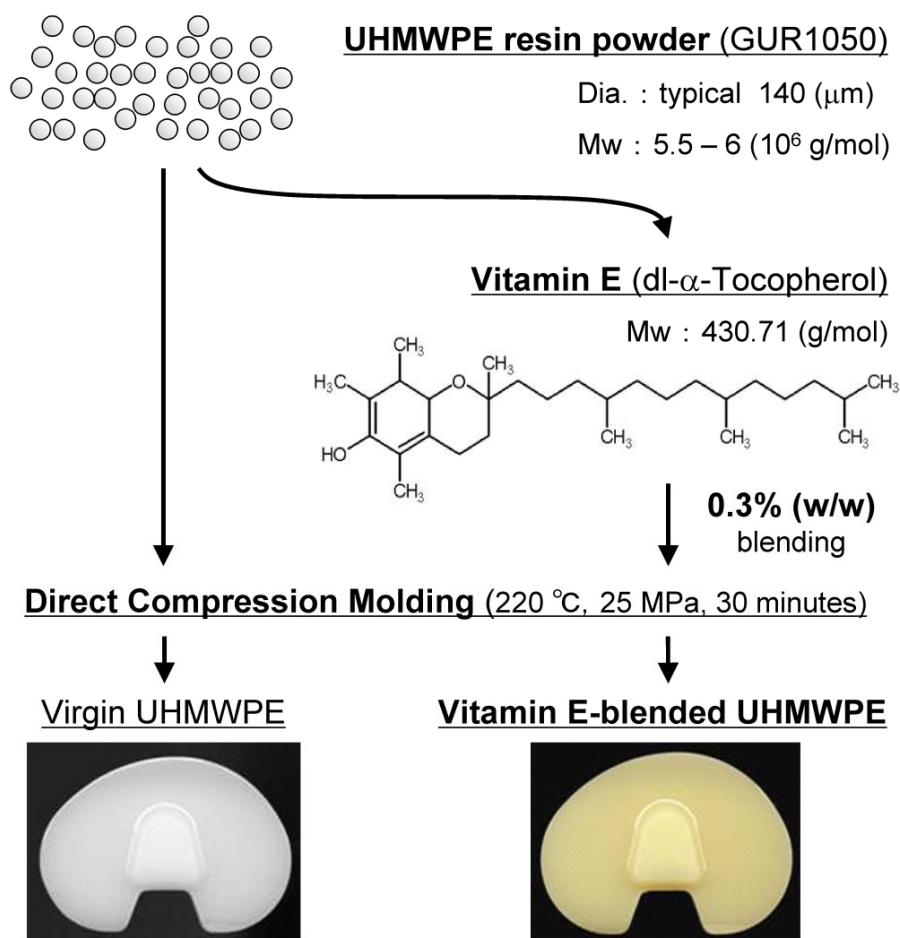 UHMWPE resin powder (GUR1050)
Dia. : typical 140 (μm)
Mw : 5.5 – 6 (10⁶ g/mol)
Vitamin E (dl-α-Tocopherol)
Mw : 430.71 (g/mol)
CH₃
H₃C
O
CH₃
CH₃
HO
CH₃
CH₃
CH₃
CH₃
0.3% (w/w)
blending
Direct Compression Molding (220 ℃, 25 MPa, 30 minutes)
Virgin UHMWPE
Vitamin E-blended UHMWPE